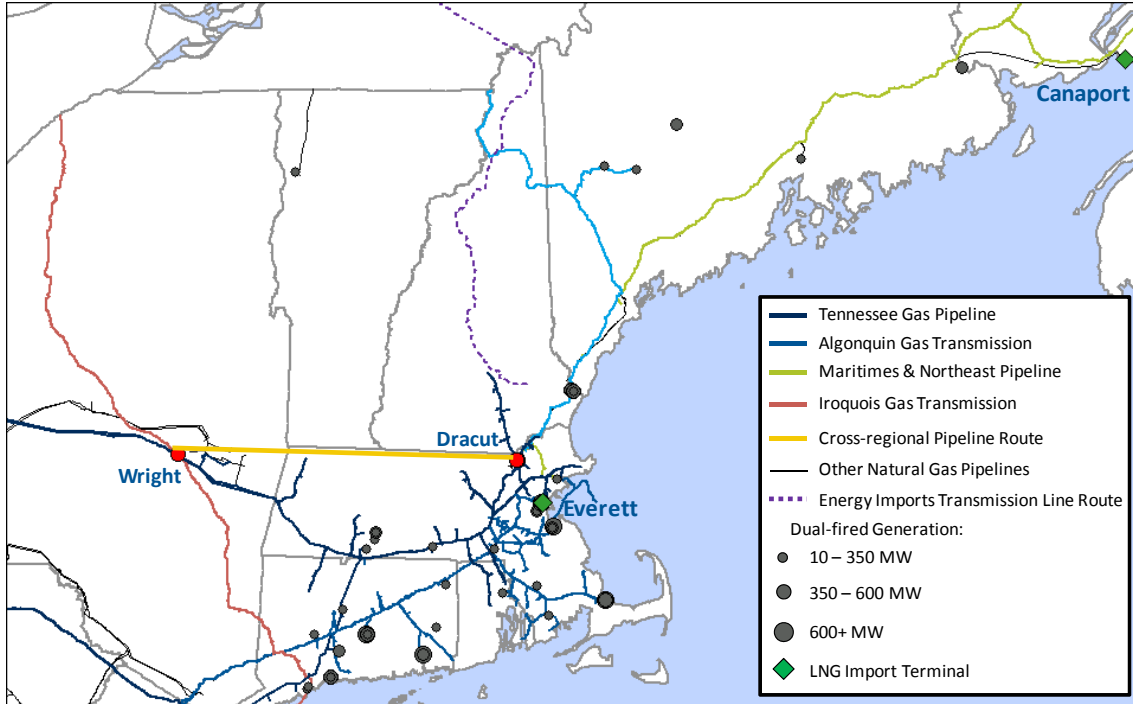 Canaport
Dracut
Wright
Everett
Tennessee Gas Pipeline
Algonquin Gas Transmission
Maritimes & Northeast Pipeline
Iroquois Gas Transmission
Cross-regional Pipeline Route
Other Natural Gas Pipelines
Energy Imports Transmission Line Route
Dual-fired Generation:
10 – 350 MW
350 – 600 MW
600+ MW
LNG Import Terminal